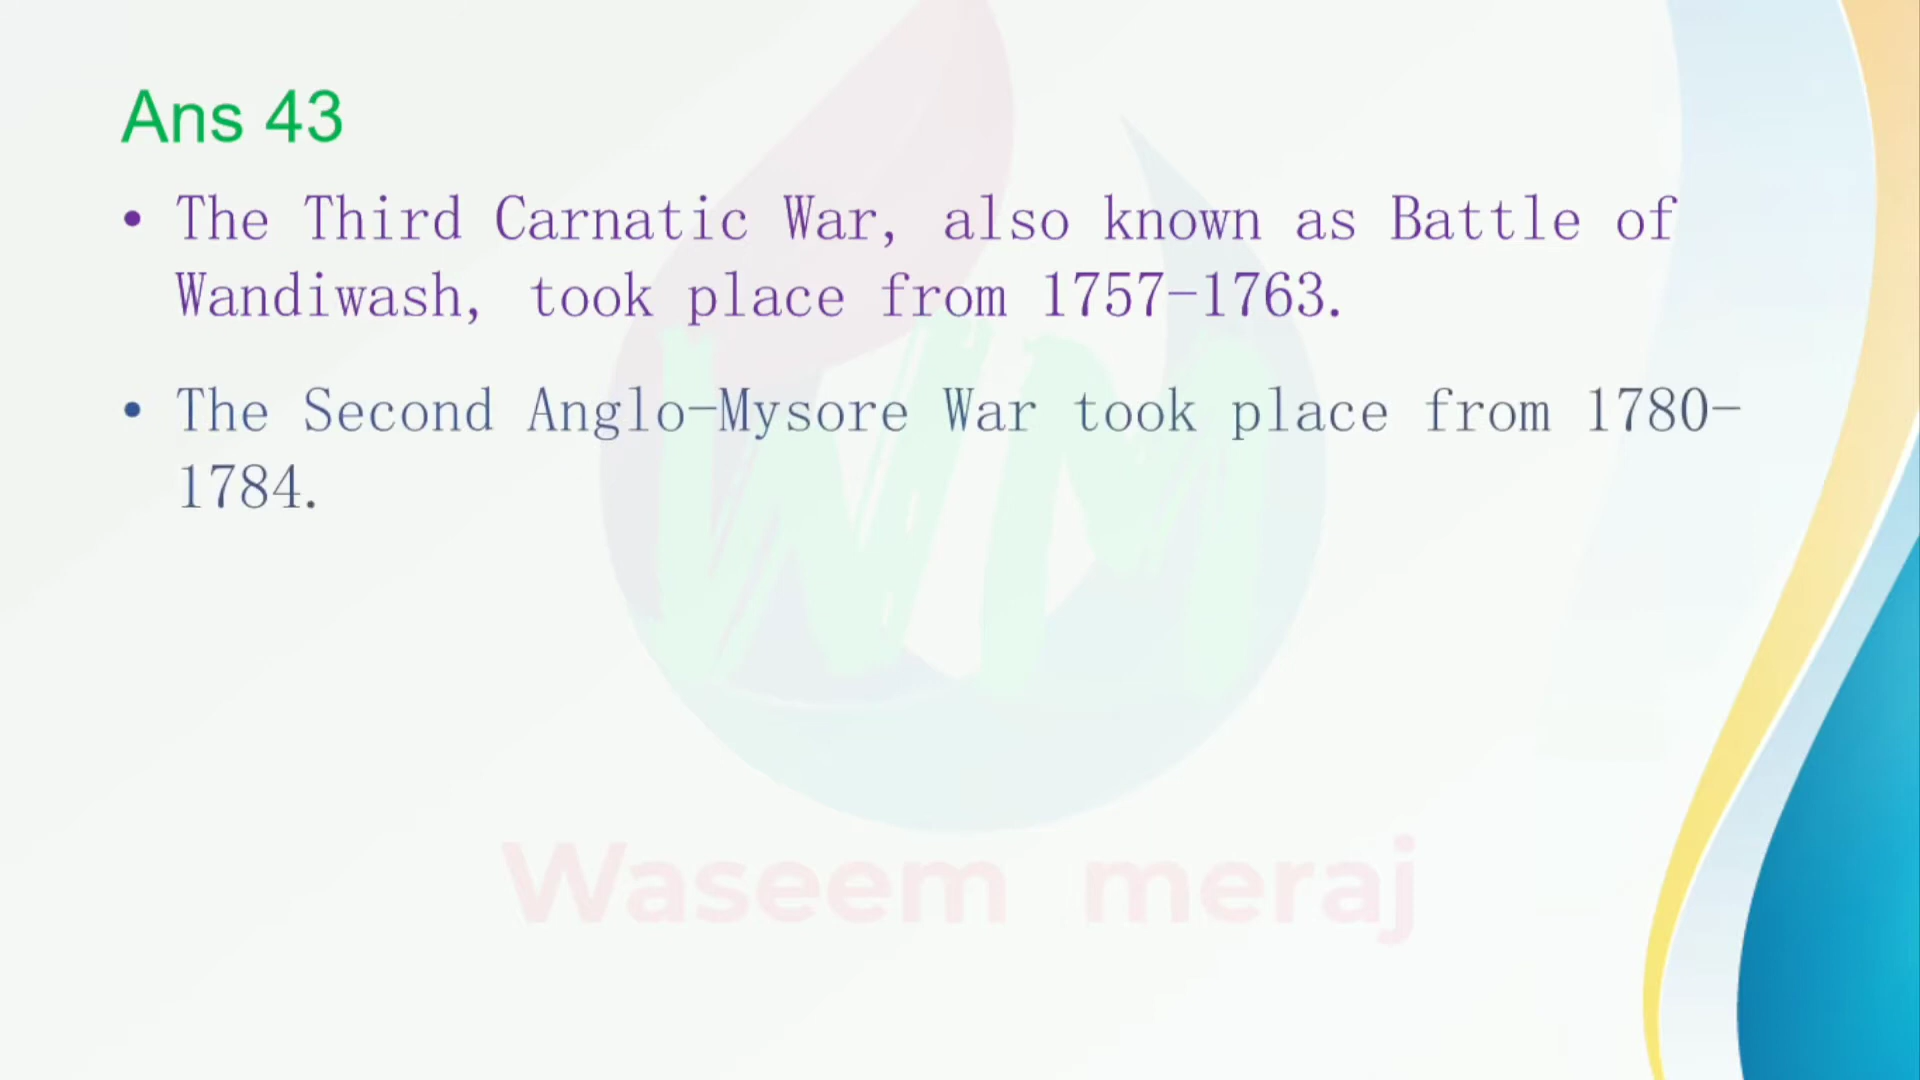 Ans 43
• The Third Carnatic War, also known as Battle of
Wandiwash, took place from 1757-1763.
• The Second Anglo-Mysore War took place from 1780-
1784.
WM
Waseem meraj